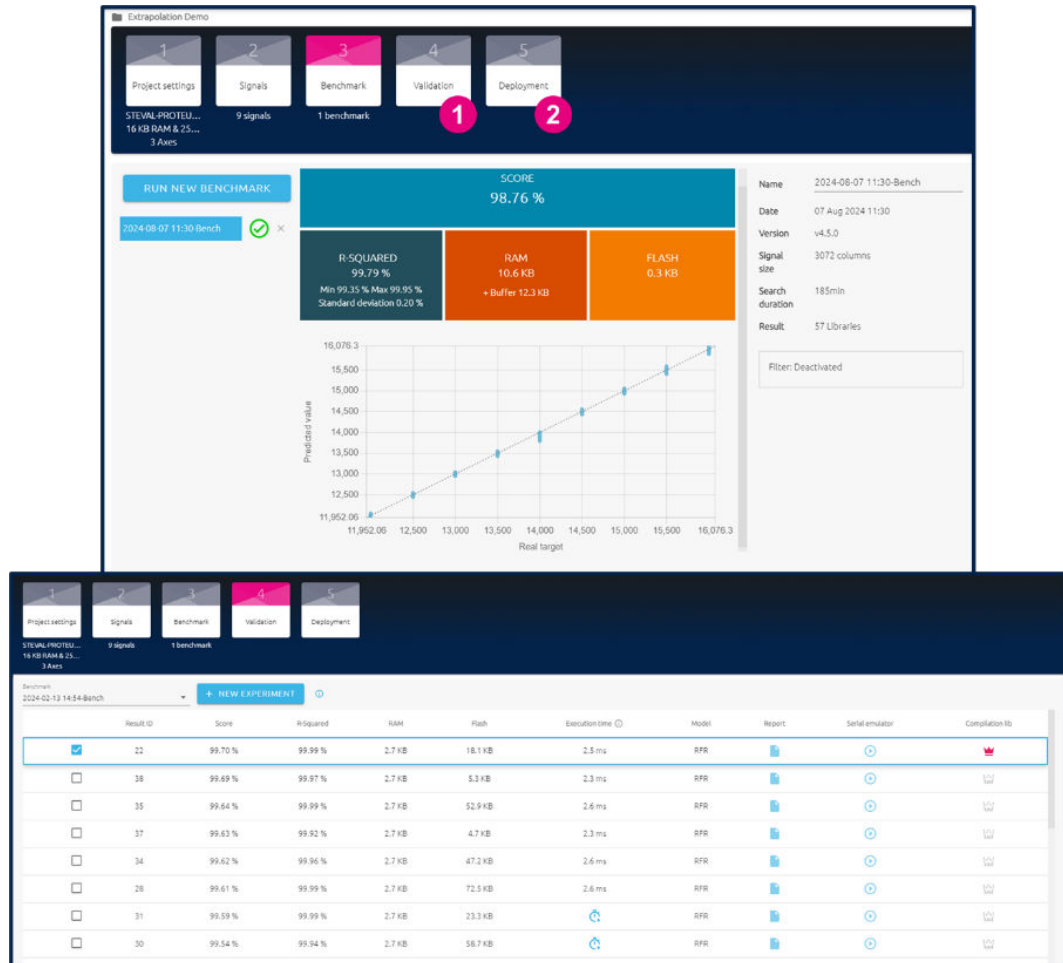 Extrapolation Demo
1 2 3 4 5
Project settings Signals Benchmark Validation Deployment
1 2
STEVAL-PROTEU... 9 signals 1 benchmark
16 KB RAM & 25...
3 Axes
RUN NEW BENCHMARK
2024-08-07 11:30-Bench ×
SCORE
98.76 %
R-SQUARED
99.79 %
Min 99.35 % Max 99.95 %
Standard deviation 0.20 %
RAM
10.6 KB
+ Buffer 12.3 KB
FLASH
0.3 KB
Name 2024-08-07 11:30-Bench
Date 07 Aug 2024 11:30
Version v4.5.0
Signal size 3072 columns
Search duration 185min
Result 57 Libraries
Filter: Deactivated
Predicted value
16,076.3
15,500
15,000
14,500
14,000
13,500
13,000
12,500
11,952.06
11,952.06 12,500 13,000 13,500 14,000 14,500 15,000 15,500 16,076.3
Real target
1 2 3 4 5
Project settings Signals Benchmark Validation Deployment
STEVAL-PROTEU... 9 signals 1 benchmark
16 KB RAM & 25...
3 Axes
Benchmark
2024-02-13 14:54-Bench + NEW EXPERIMENT
Result ID Score R-Squared RAM Flash Execution time Model Report Serial emulator Compilation lib
22 99.70 % 99.99 % 2.7 KB 18.1 KB 2.5 ms RFR
38 99.69 % 99.97 % 2.7 KB 5.3 KB 2.3 ms RFR
35 99.64 % 99.99 % 2.7 KB 52.9 KB 2.6 ms RFR
37 99.63 % 99.92 % 2.7 KB 4.7 KB 2.3 ms RFR
34 99.62 % 99.96 % 2.7 KB 47.2 KB 2.6 ms RFR
28 99.61 % 99.99 % 2.7 KB 72.5 KB 2.6 ms RFR
31 99.59 % 99.99 % 2.7 KB 23.3 KB RFR
30 99.54 % 99.94 % 2.7 KB 58.7 KB RFR